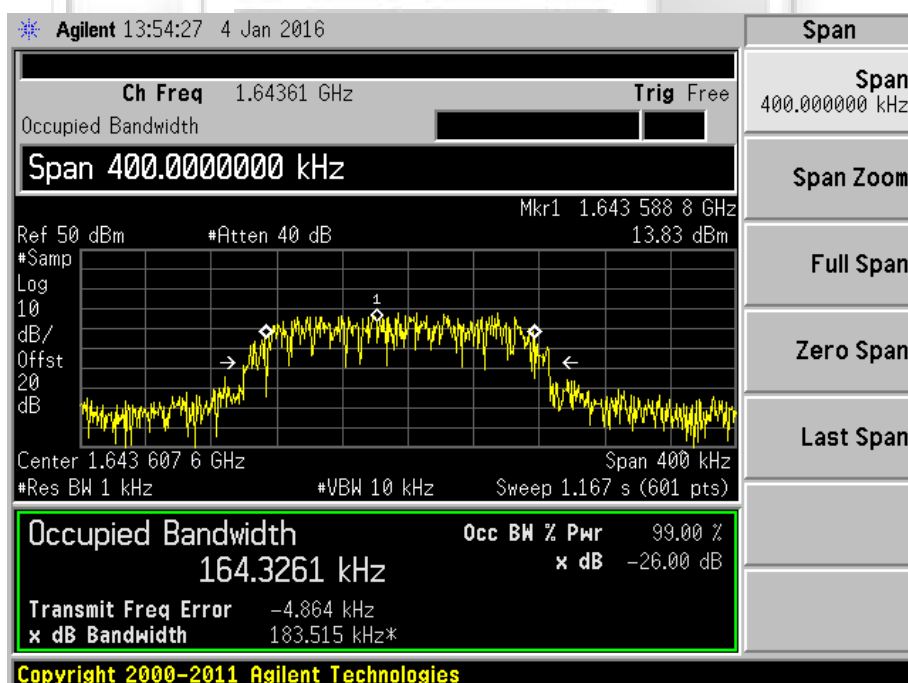 Agilent 13:54:27 4 Jan 2016
Span
Ch Freq 1.64361 GHz
Trig Free
Occupied Bandwidth
Span 400.0000000 kHz
Mkr1 1.643 588 8 GHz
Ref 50 dBm #Atten 40 dB 13.83 dBm
#Samp
Log
10
dB/
Offst
20
dB
1
Center 1.643 607 6 GHz Span 400 kHz
#Res BW 1 kHz #VBW 10 kHz Sweep 1.167 s (601 pts)
Occupied Bandwidth
164.3261 kHz
Occ BW % Pwr 99.00 %
x dB -26.00 dB
Transmit Freq Error -4.864 kHz
x dB Bandwidth 183.515 kHz*
Copyright 2000-2011 Agilent Technologies
Span
400.000000 kHz
Span Zoom
Full Span
Zero Span
Last Span